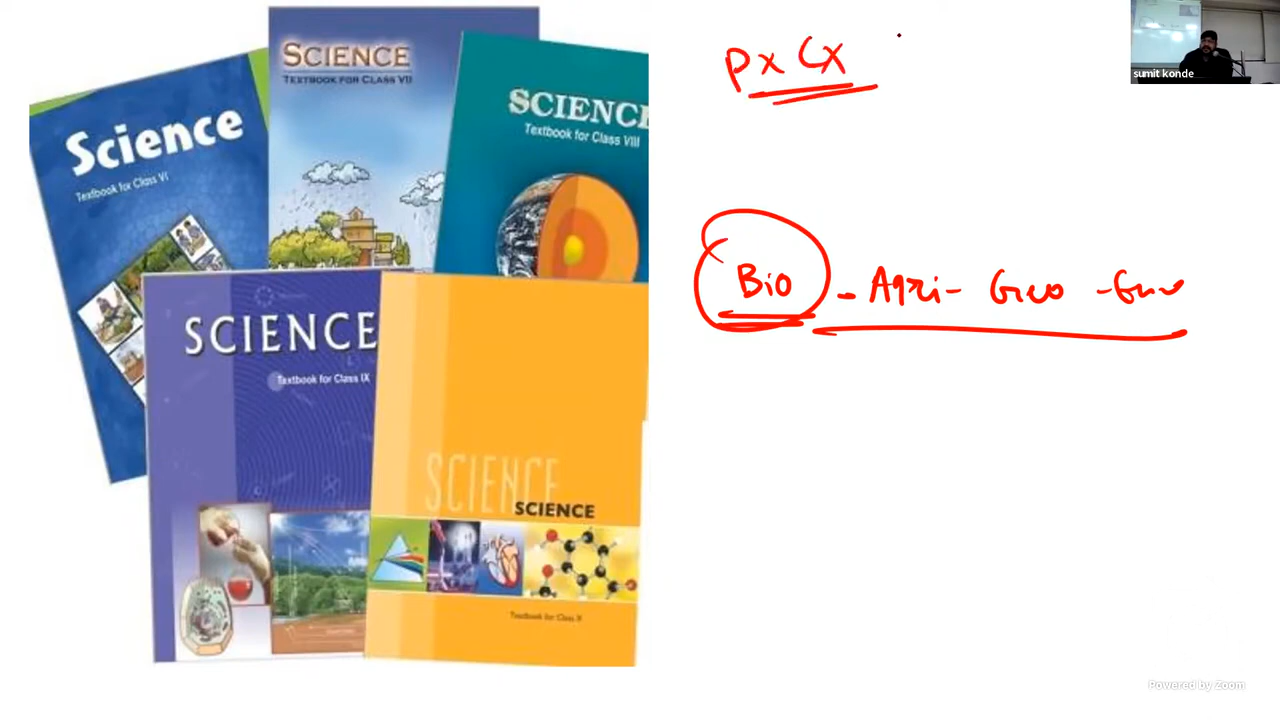 SCIENCE
TEXTBOOK FOR CLASS VII
SCIENCE
Textbook for Class VIII
Science
Textbook for Class VI
SCIENCE
Textbook for Class IX
SCIENCE
SCIENCE
Textbook for Class X
Px Cx
Bio - Agri - Geo -
sumit konde
Powered by Zoom